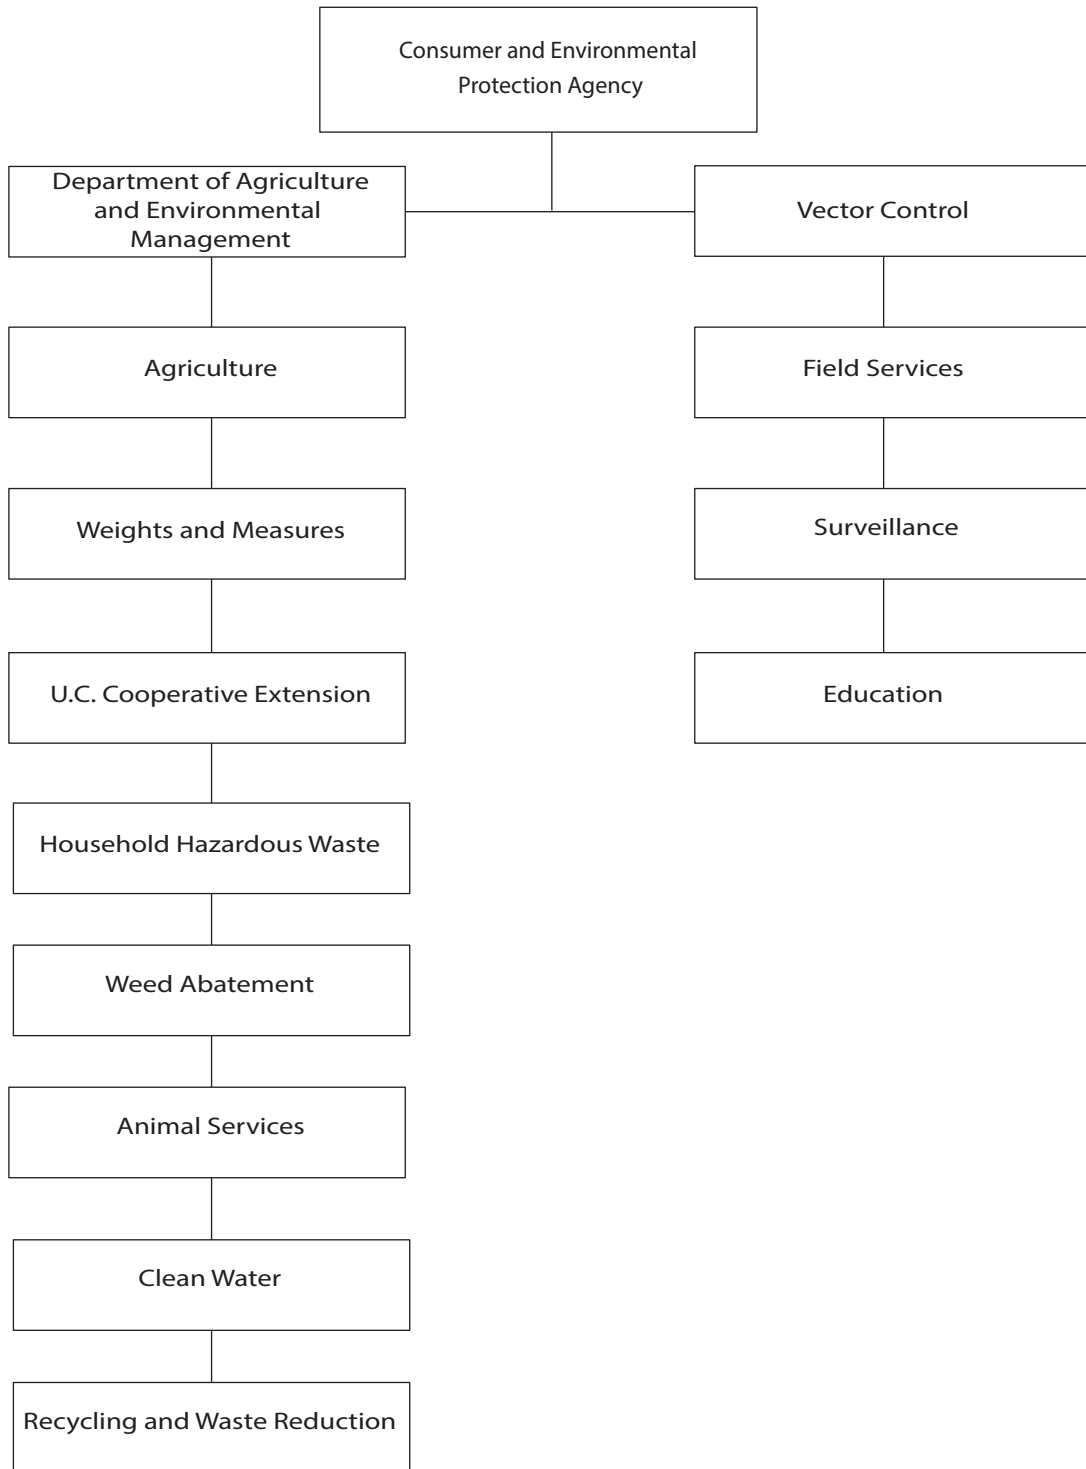 Consumer and Environmental
Protection Agency
Department of Agriculture
and Environmental
Management
Vector Control
Agriculture
Field Services
Weights and Measures
Surveillance
U.C. Cooperative Extension
Education
Household Hazardous Waste
Weed Abatement
Animal Services
Clean Water
Recycling and Waste Reduction